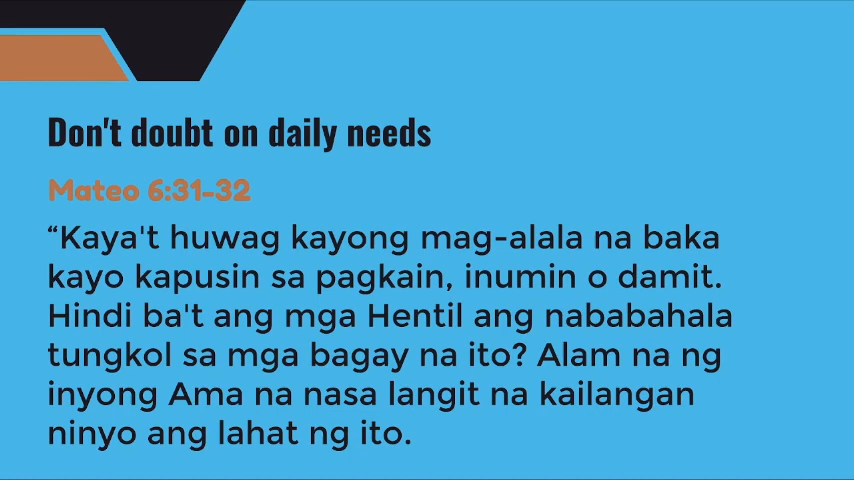 Don't doubt on daily needs
Mateo 6:31-32
“Kaya't huwag kayong mag-alala na baka
kayo kapusin sa pagkain, inumin o damit.
Hindi ba't ang mga Hentil ang nababahala
tungkol sa mga bagay na ito? Alam na ng
inyong Ama na nasa langit na kailangan
ninyo ang lahat ng ito.